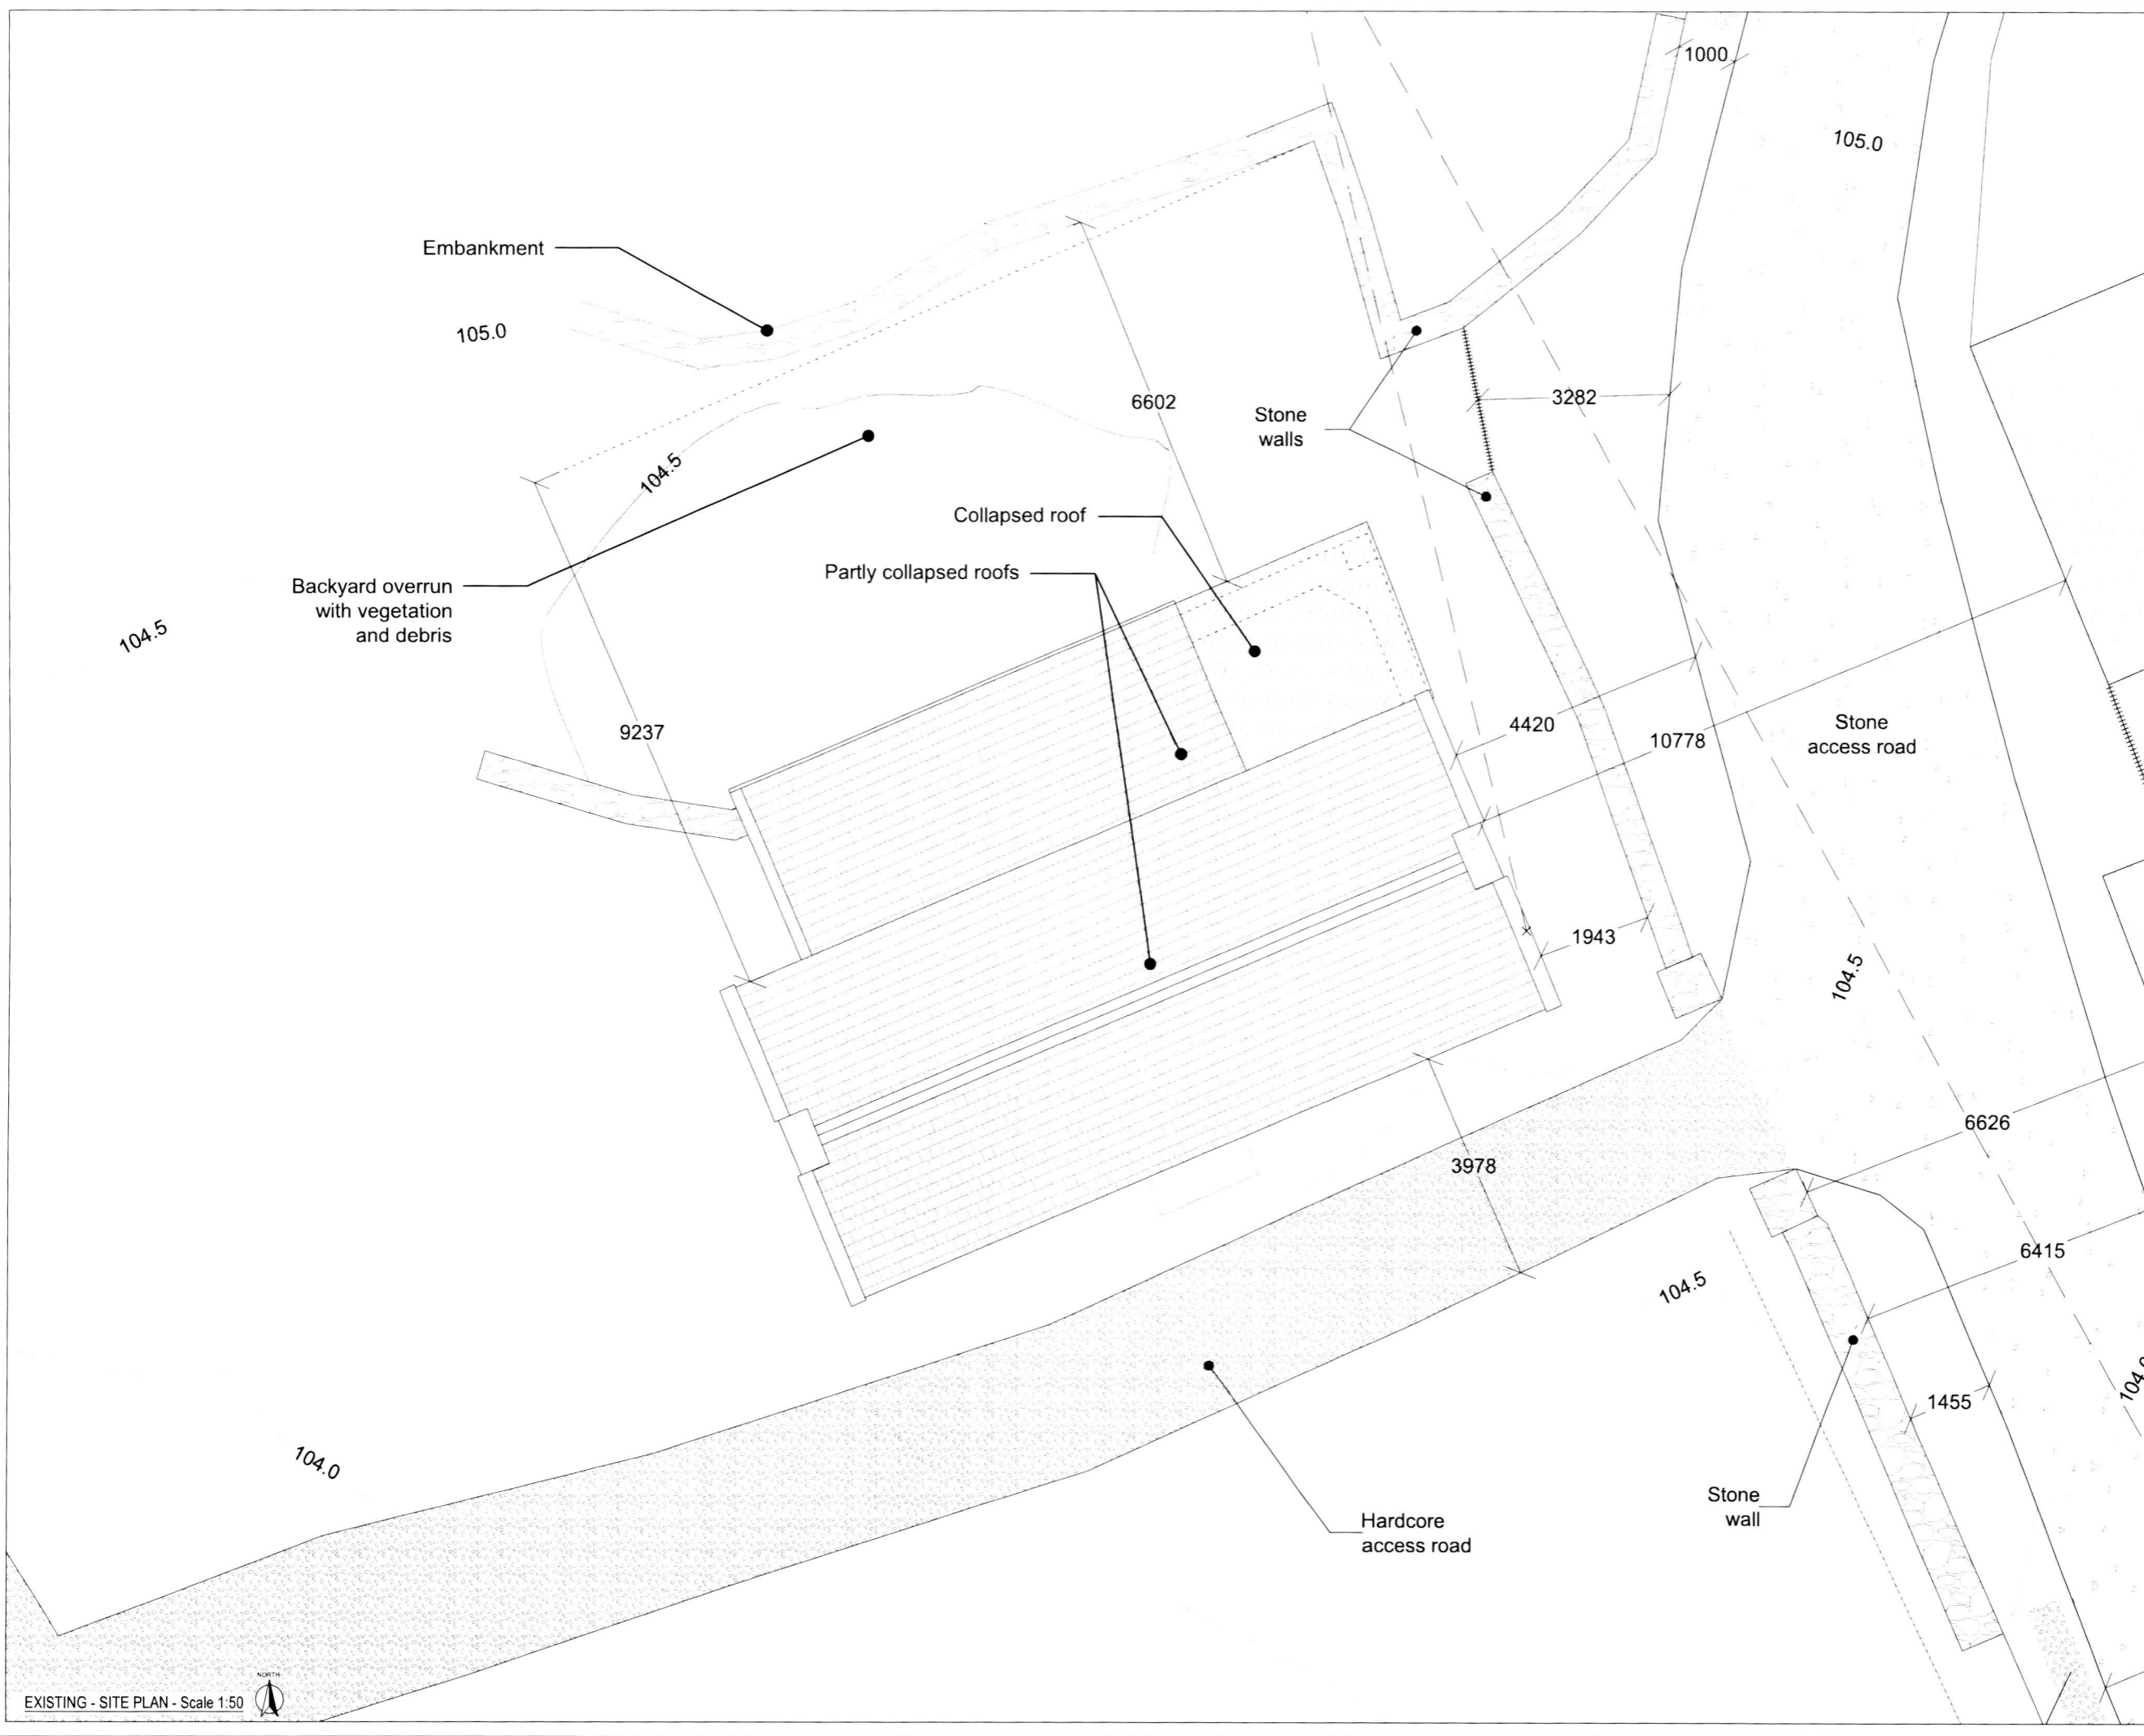 1000
105.0
Embankment
105.0
6602
3282
Stone
walls
104.5
Collapsed roof
Partly collapsed roofs
Backyard overrun
with vegetation
and debris
104.5
9237
4420
10778
Stone
access road
1943
104.5
6626
3978
6415
104.5
1455
104.0
Stone
wall
Hardcore
access road
NORTH
EXISTING - SITE PLAN - Scale 1:50